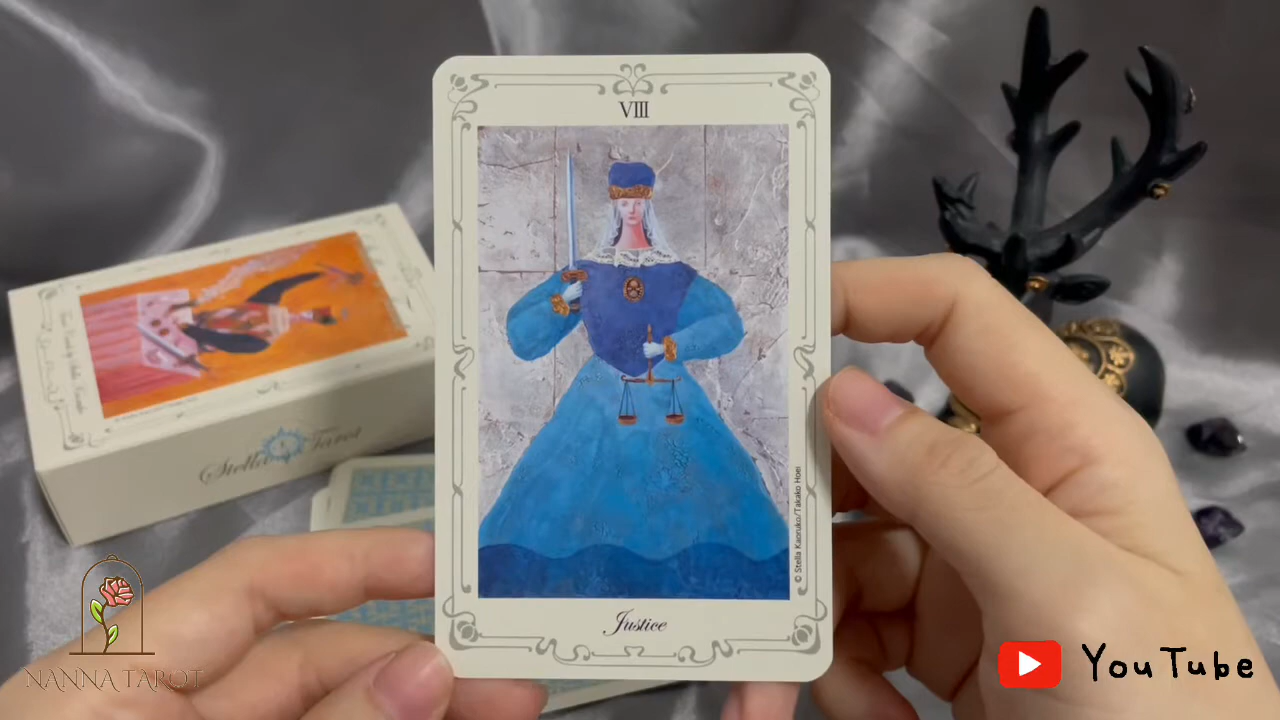 VIII
© Stella Kaoruko/Takako Hoei
Justice
Stella Tarot
NANNA TAROT
YouTube